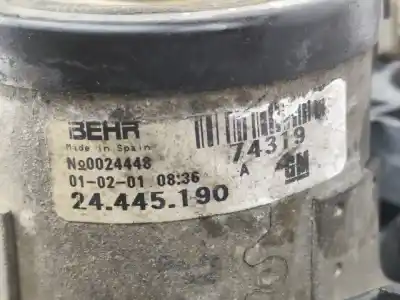 BEHR
Made in Spain
74319
No0024448
A
GM
01-02-01 08:36
24.445.190